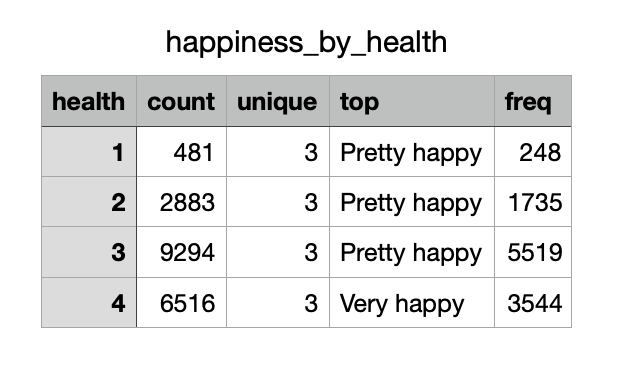 happiness_by_health
health count unique top freq
1 481 3 Pretty happy 248
2 2883 3 Pretty happy 1735
3 9294 3 Pretty happy 5519
4 6516 3 Very happy 3544